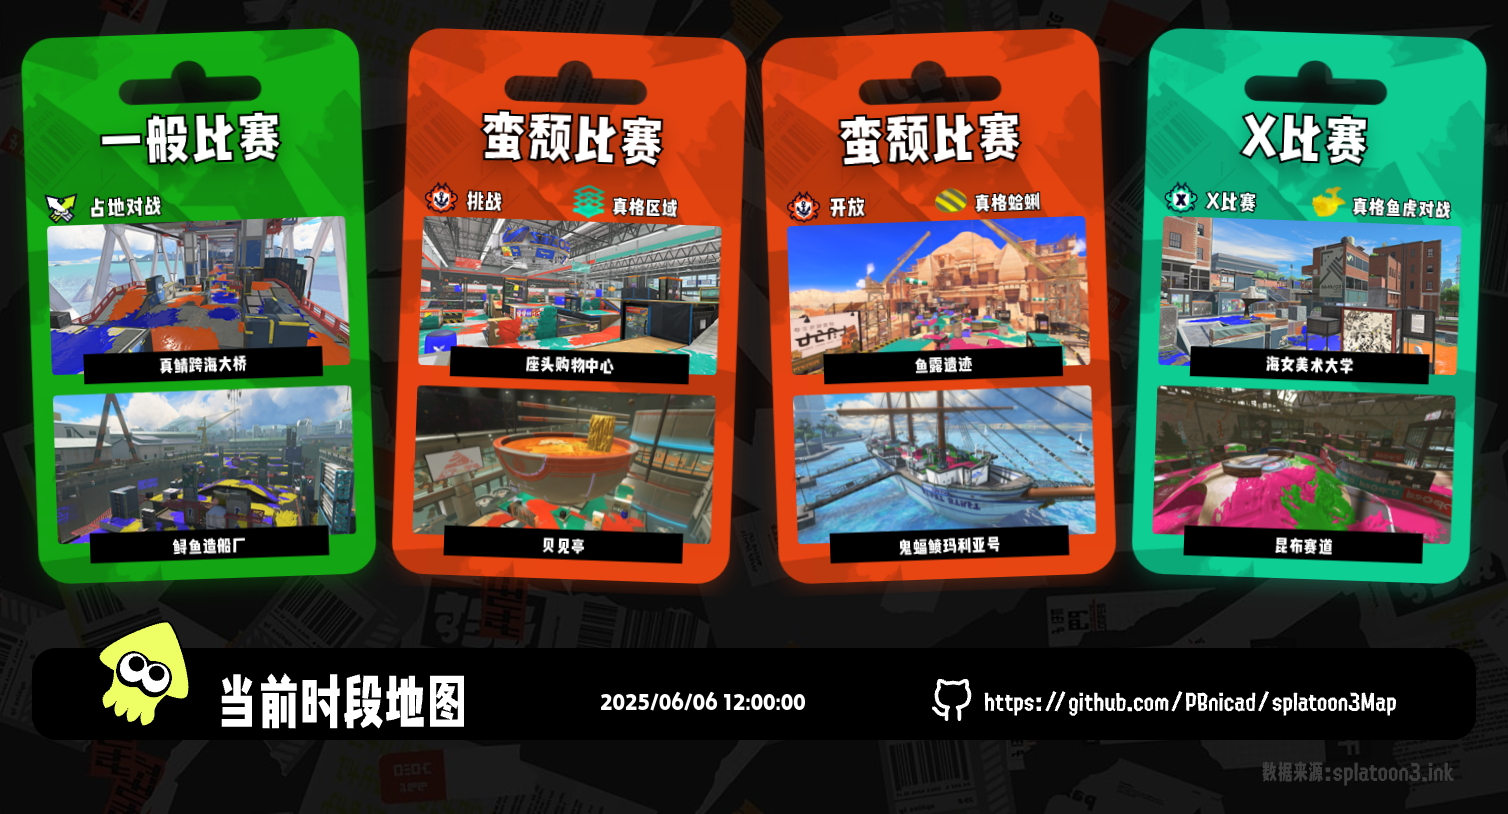 一般比赛
占地对战
真鲷跨海大桥
鲟鱼造船厂
蛮颓比赛
挑战
真格区域
座头购物中心
贝见亭
蛮颓比赛
开放
真格蛤蜊
鱼露遗迹
鬼蝠鲼玛利亚号
X比赛
X比赛
真格鱼虎对战
海女美术大学
昆布赛道
当前时段地图
2025/06/06 12:00:00
https://github.com/PBnicad/splatoon3Map
数据来源:splatoon3.ink